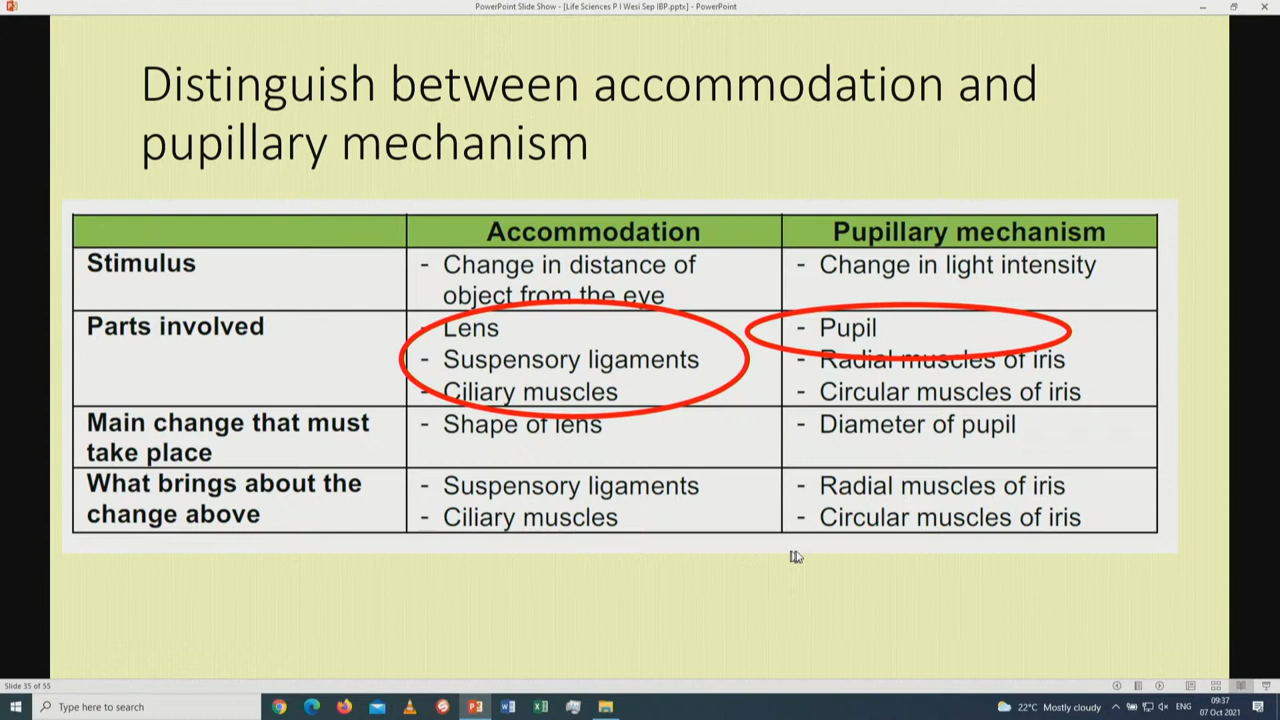 PowerPoint Slide Show - [Life Sciences P I Wesi Sep IBP.pptx] - PowerPoint
Distinguish between accommodation and
pupillary mechanism
Accommodation
Pupillary mechanism
Stimulus
- Change in distance of
object from the eye
- Change in light intensity
Parts involved
- Lens
- Suspensory ligaments
- Ciliary muscles
- Pupil
- Radial muscles of iris
- Circular muscles of iris
Main change that must
take place
- Shape of lens
- Diameter of pupil
What brings about the
change above
- Suspensory ligaments
- Ciliary muscles
- Radial muscles of iris
- Circular muscles of iris
Slide 35 of 55
Type here to search
22°C Mostly cloudy
ENG
09:37
07 Oct 2021